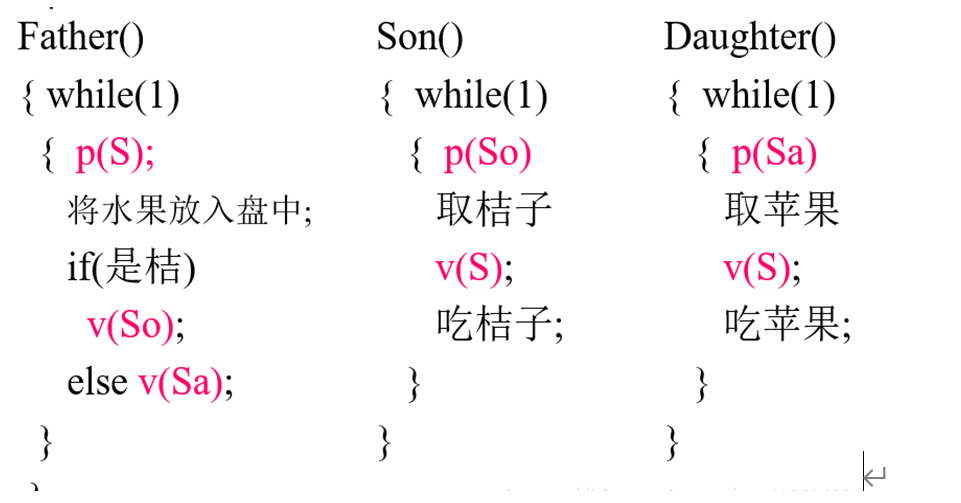 Father()
{ while(1)
{ p(S);
将水果放入盘中;
if(是桔)
v(So);
else v(Sa);
}
Son()
{ while(1)
{ p(So)
取桔子
v(S);
吃桔子;
}
}
Daughter()
{ while(1)
{ p(Sa)
取苹果
v(S);
吃苹果;
}
}